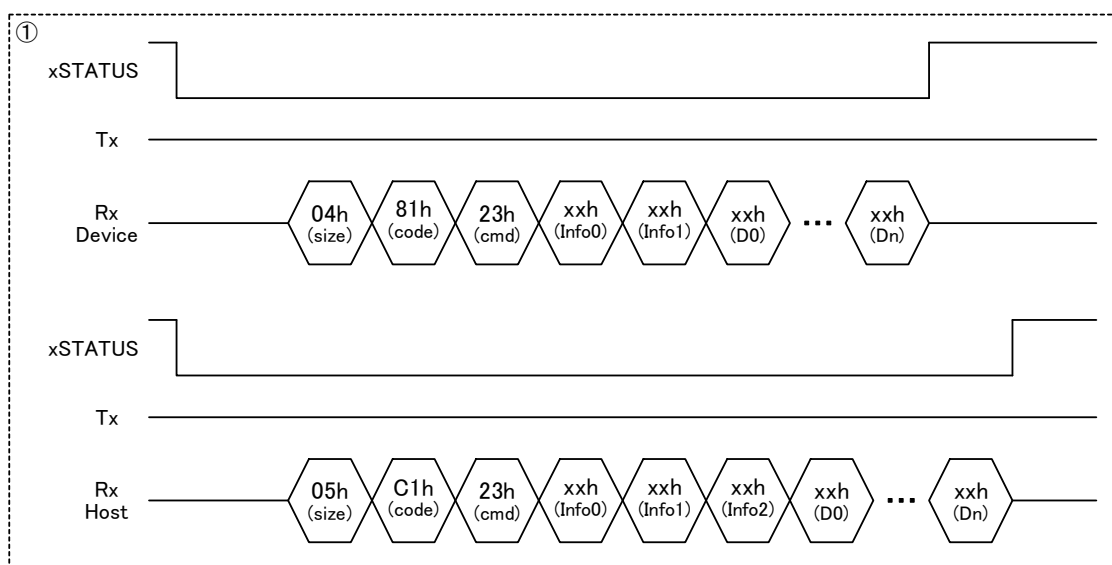 ①
xSTATUS
Tx
Rx
Device
04h
(size)
81h
(code)
23h
(cmd)
xxh
(Info0)
xxh
(Info1)
xxh
(D0)
...
xxh
(Dn)
xSTATUS
Tx
Rx
Host
05h
(size)
C1h
(code)
23h
(cmd)
xxh
(Info0)
xxh
(Info1)
xxh
(Info2)
xxh
(D0)
...
xxh
(Dn)